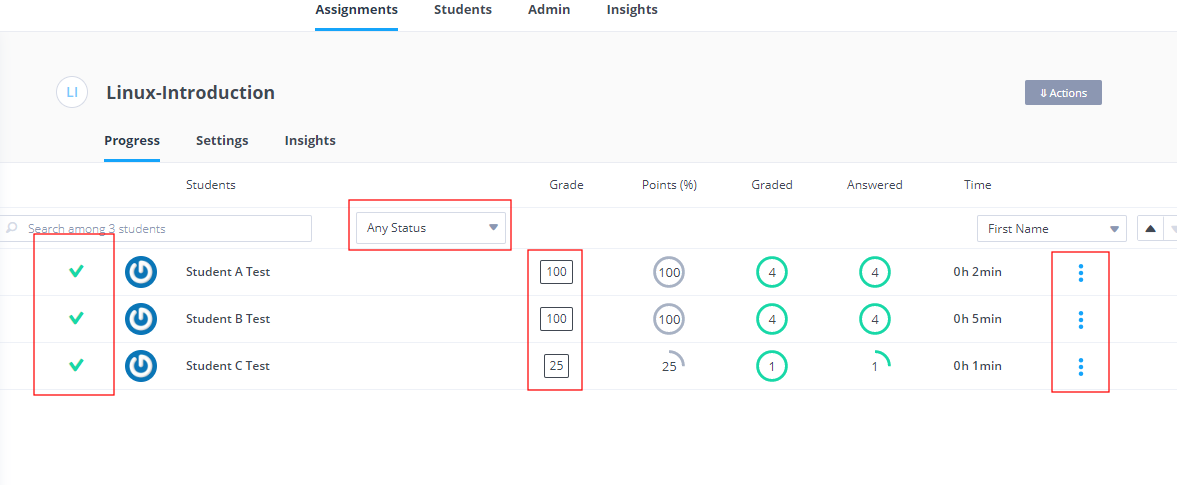 Assignments Students Admin Insights
LI Linux-Introduction
⇓ Actions
Progress Settings Insights
Students Grade Points (%) Graded Answered Time
Search among 3 students Any Status First Name
Student A Test 100 100 4 4 0h 2min
Student B Test 100 100 4 4 0h 5min
Student C Test 25 25 1 1 0h 1min